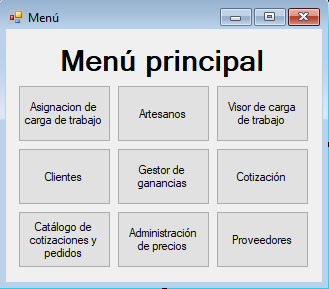 Menú
Menú principal
Asignacion de
carga de trabajo
Artesanos
Visor de carga
de trabajo
Clientes
Gestor de
ganancias
Cotización
Catálogo de
cotizaciones y
pedidos
Administración
de precios
Proveedores